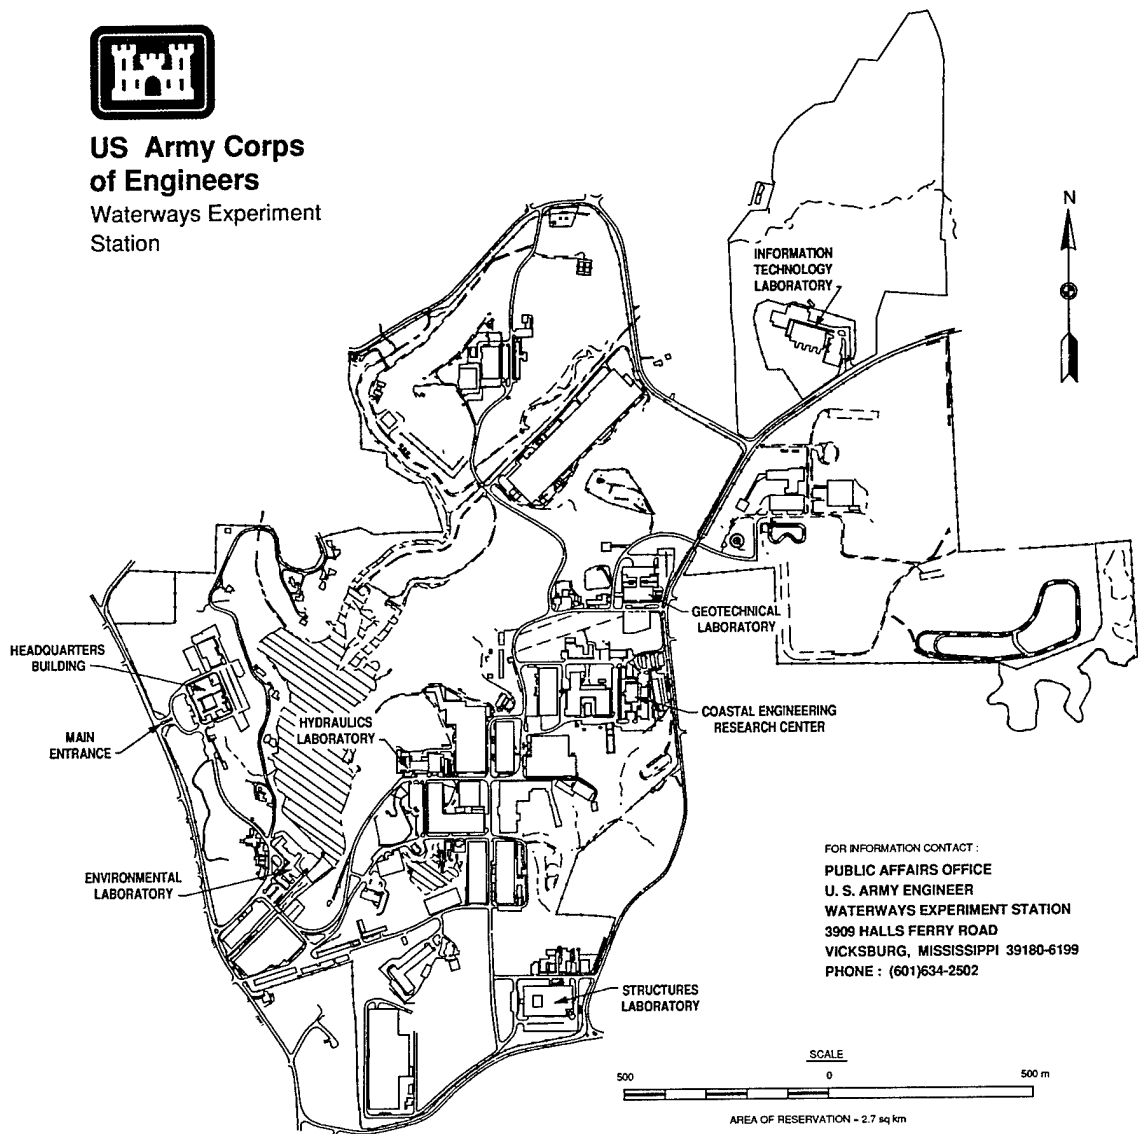 US Army Corps
of Engineers
Waterways Experiment
Station
N
INFORMATION
TECHNOLOGY
LABORATORY
GEOTECHNICAL
LABORATORY
HEADQUARTERS
BUILDING
MAIN
ENTRANCE
HYDRAULICS
LABORATORY
COASTAL ENGINEERING
RESEARCH CENTER
ENVIRONMENTAL
LABORATORY
STRUCTURES
LABORATORY
FOR INFORMATION CONTACT :
PUBLIC AFFAIRS OFFICE
U. S. ARMY ENGINEER
WATERWAYS EXPERIMENT STATION
3909 HALLS FERRY ROAD
VICKSBURG, MISSISSIPPI 39180-6199
PHONE : (601)634-2502
SCALE
500 0 500 m
AREA OF RESERVATION - 2.7 sq km